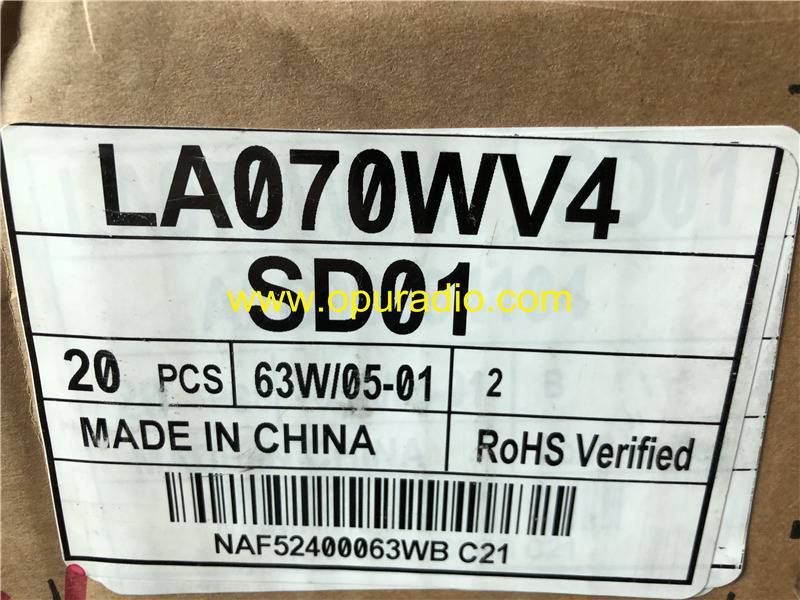 LA070WV4
SD01
www.opuradio.com
20 PCS 63W/05-01 2
MADE IN CHINA RoHS Verified
NAF52400063WB C21